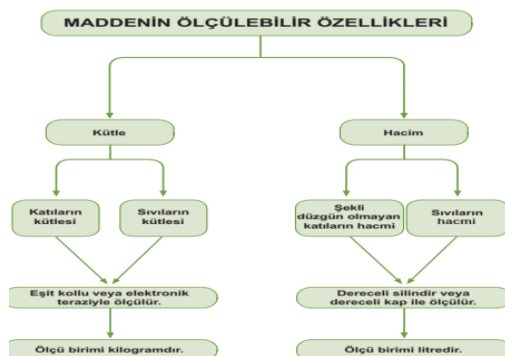 MADDENİN ÖLÇÜLEBİLİR ÖZELLİKLERİ
Kütle
Hacim
Katıların
kütlesi
Sıvıların
kütlesi
Şekli
düzgün olmayan
katıların hacmi
Sıvıların
hacmi
Eşit kollu veya elektronik
teraziyle ölçülür.
Dereceli silindir veya
dereceli kap ile ölçülür.
Ölçü birimi kilogramdır.
Ölçü birimi litredir.